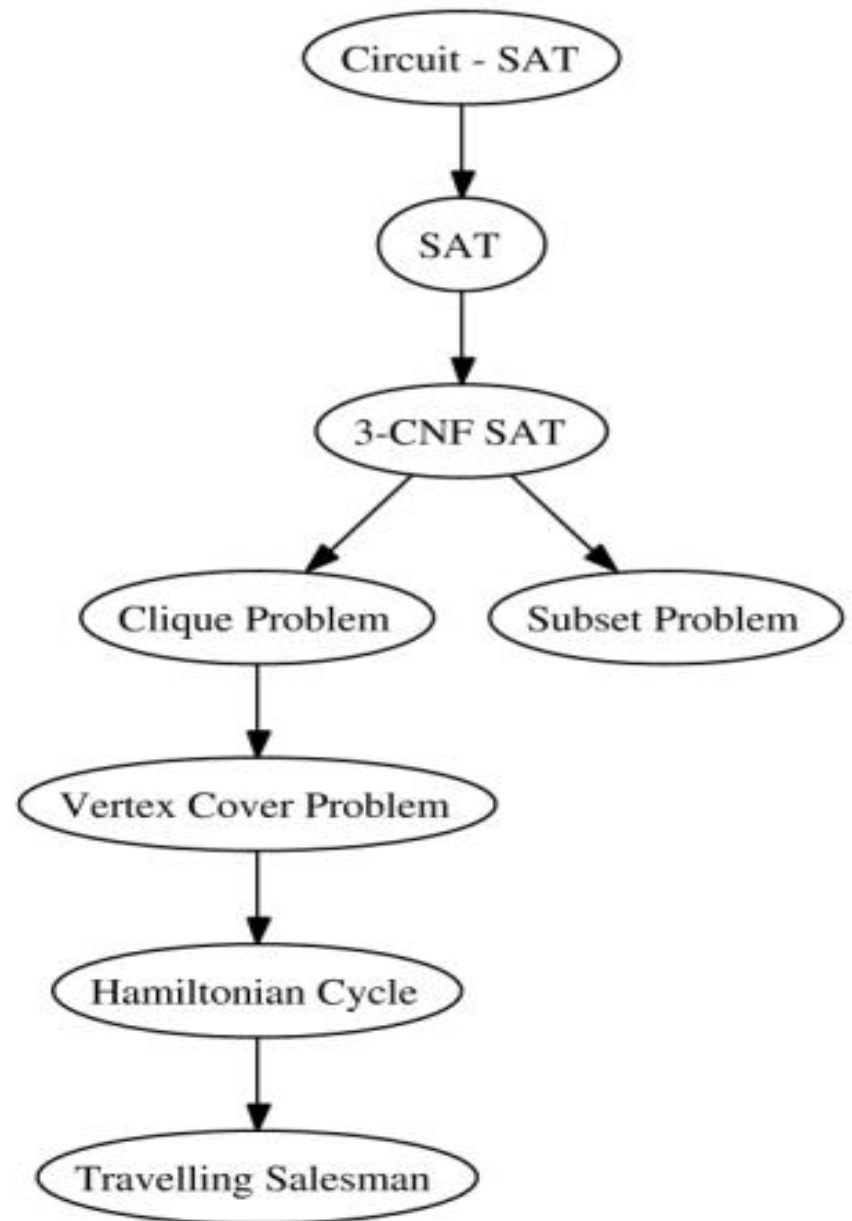 Circuit - SAT
SAT
3-CNF SAT
Clique Problem
Subset Problem
Vertex Cover Problem
Hamiltonian Cycle
Travelling Salesman